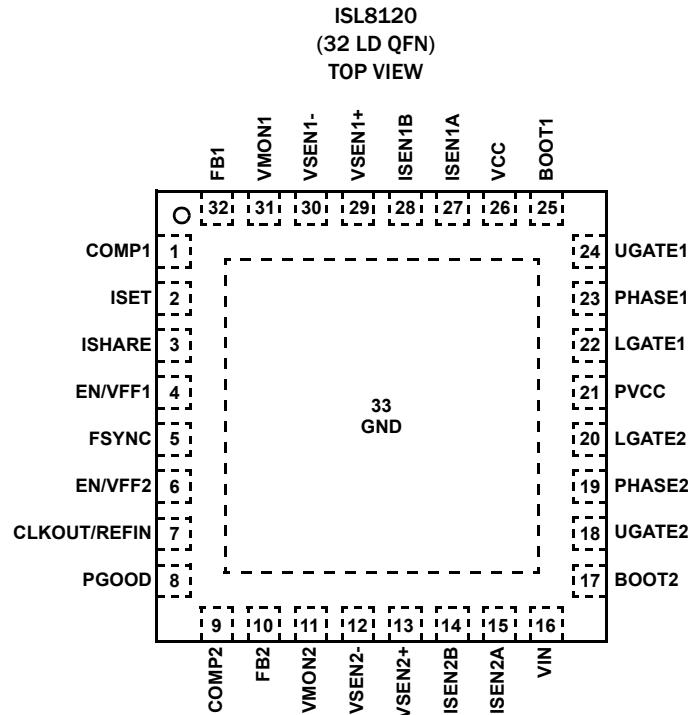 ISL8120
(32 LD QFN)
TOP VIEW
FB1
VMON1
VSEN1-
VSEN1+
ISEN1B
ISEN1A
VCC
BOOT1
32 31 30 29 28 27 26 25
COMP1 1 24 UGATE1
ISET 2 23 PHASE1
ISHARE 3 22 LGATE1
EN/VFF1 4 21 PVCC
33
GND
FSYNC 5 20 LGATE2
EN/VFF2 6 19 PHASE2
CLKOUT/REFIN 7 18 UGATE2
PGOOD 8 17 BOOT2
9 10 11 12 13 14 15 16
COMP2
FB2
VMON2
VSEN2-
VSEN2+
ISEN2B
ISEN2A
VIN